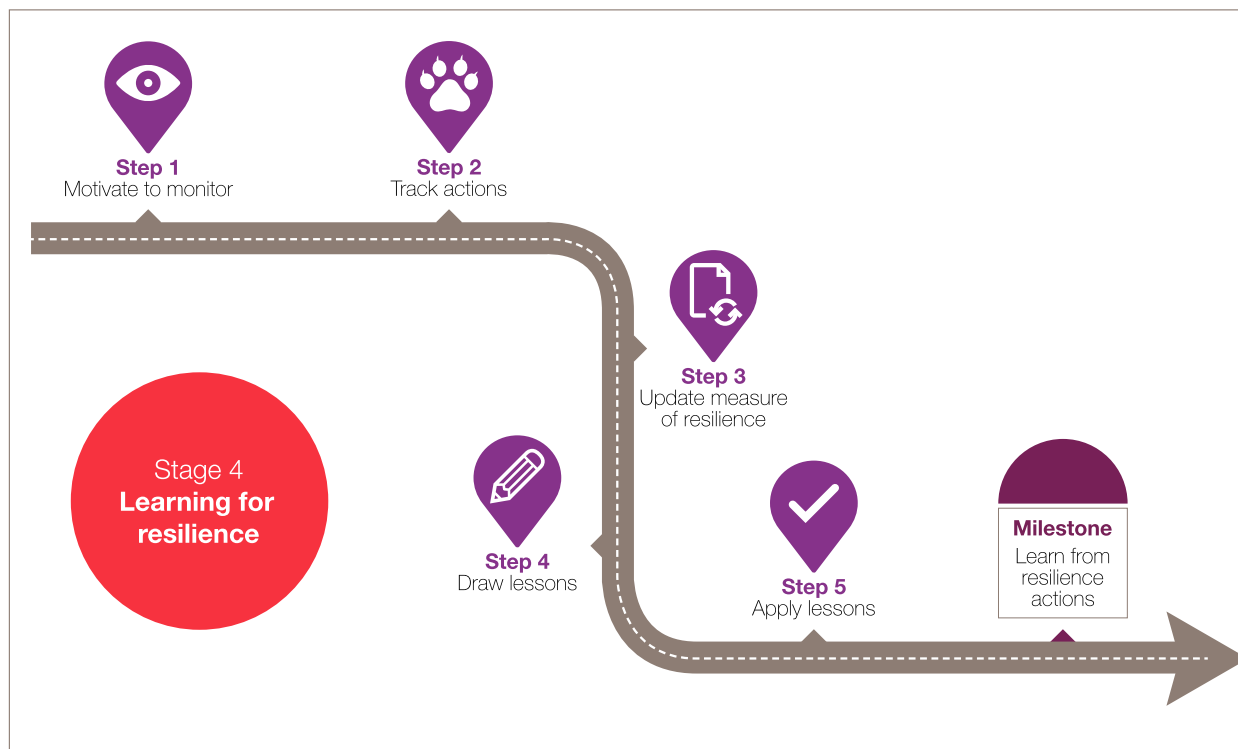 Step 1
Motivate to monitor
Step 2
Track actions
Step 3
Update measure
of resilience
Stage 4
Learning for
resilience
Step 4
Draw lessons
Step 5
Apply lessons
Milestone
Learn from
resilience
actions